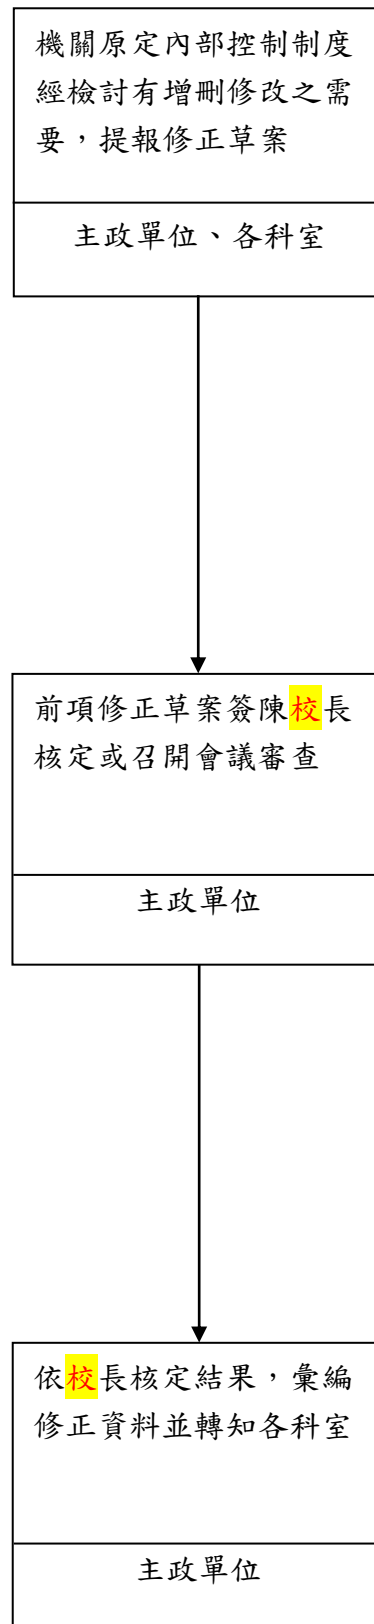 機關原定內部控制制度
經檢討有增刪修改之需
要，提報修正草案
主政單位、各科室
前項修正草案簽陳校長
核定或召開會議審查
主政單位
依校長核定結果，彙編
修正資料並轉知各科室
主政單位